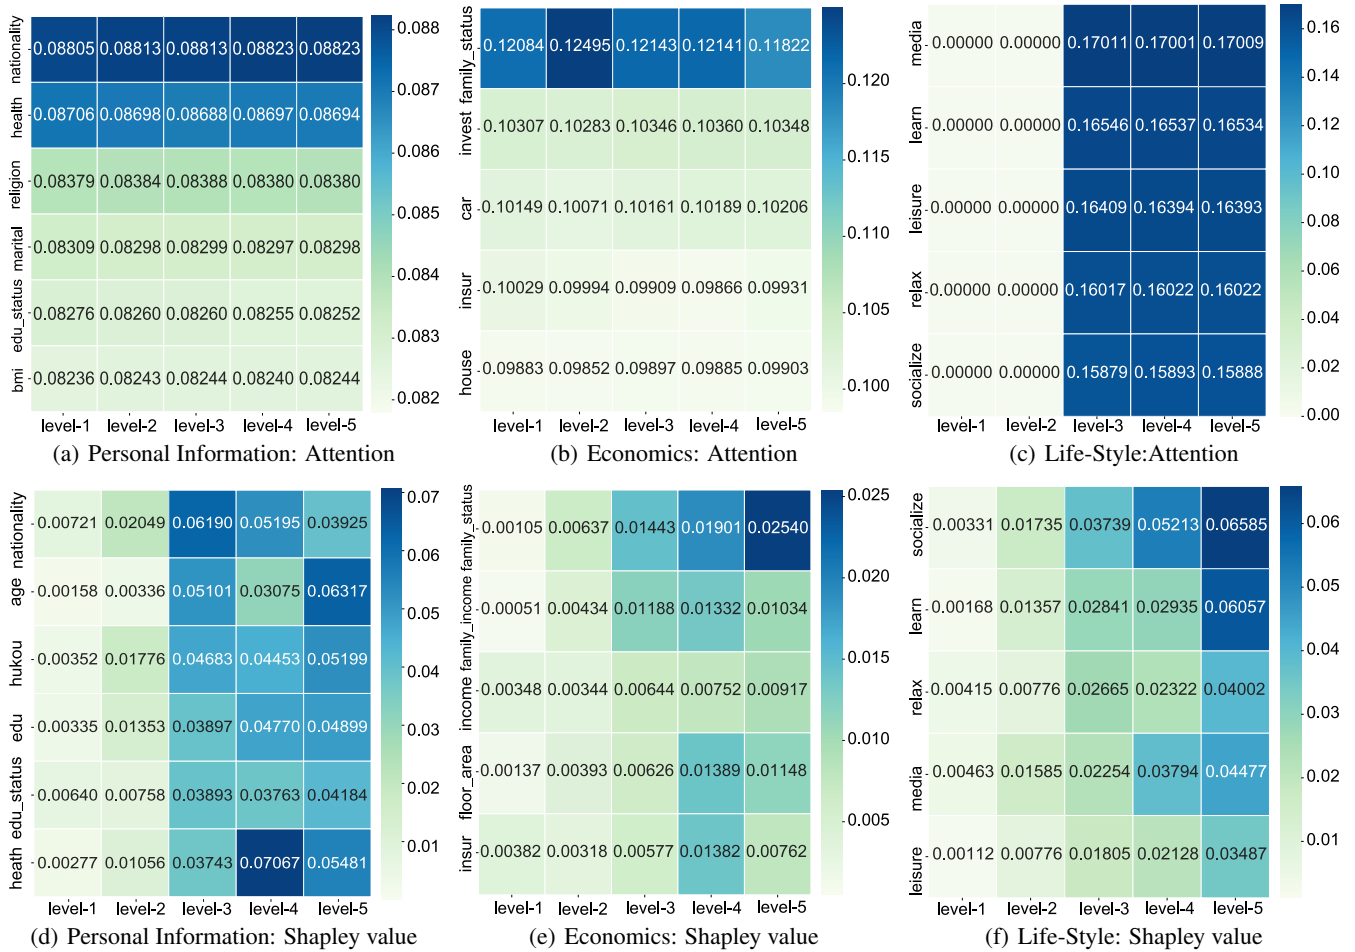 nationality 0.08805 0.08813 0.08813 0.08823 0.08823
health 0.08706 0.08698 0.08688 0.08697 0.08694
religion 0.08379 0.08384 0.08388 0.08380 0.08380
marital 0.08309 0.08298 0.08299 0.08297 0.08298
edu_status 0.08276 0.08260 0.08260 0.08255 0.08252
bmi 0.08236 0.08243 0.08244 0.08240 0.08244
level-1 level-2 level-3 level-4 level-5
0.088
0.087
0.086
0.085
0.084
0.083
0.082
(a) Personal Information: Attention
family_status 0.12084 0.12495 0.12143 0.12141 0.11822
invest 0.10307 0.10283 0.10346 0.10360 0.10348
car 0.10149 0.10071 0.10161 0.10189 0.10206
insur 0.10029 0.09994 0.09909 0.09866 0.09931
house 0.09883 0.09852 0.09897 0.09885 0.09903
level-1 level-2 level-3 level-4 level-5
0.120
0.115
0.110
0.105
0.100
(b) Economics: Attention
media 0.00000 0.00000 0.17011 0.17001 0.17009
learn 0.00000 0.00000 0.16546 0.16537 0.16534
leisure 0.00000 0.00000 0.16409 0.16394 0.16393
relax 0.00000 0.00000 0.16017 0.16022 0.16022
socialize 0.00000 0.00000 0.15879 0.15893 0.15888
level-1 level-2 level-3 level-4 level-5
0.16
0.14
0.12
0.10
0.08
0.06
0.04
0.02
0.00
(c) Life-Style:Attention
nationality 0.00721 0.02049 0.06190 0.05195 0.03925
age 0.00158 0.00336 0.05101 0.03075 0.06317
hukou 0.00352 0.01776 0.04683 0.04453 0.05199
edu 0.00335 0.01353 0.03897 0.04770 0.04899
edu_status 0.00640 0.00758 0.03893 0.03763 0.04184
heath 0.00277 0.01056 0.03743 0.07067 0.05481
level-1 level-2 level-3 level-4 level-5
0.07
0.06
0.05
0.04
0.03
0.02
0.01
(d) Personal Information: Shapley value
family_status 0.00105 0.00637 0.01443 0.01901 0.02540
family_income 0.00051 0.00434 0.01188 0.01332 0.01034
income 0.00348 0.00344 0.00644 0.00752 0.00917
floor_area 0.00137 0.00393 0.00626 0.01389 0.01148
insur 0.00382 0.00318 0.00577 0.01382 0.00762
level-1 level-2 level-3 level-4 level-5
0.025
0.020
0.015
0.010
0.005
(e) Economics: Shapley value
socialize 0.00331 0.01735 0.03739 0.05213 0.06585
learn 0.00168 0.01357 0.02841 0.02935 0.06057
relax 0.00415 0.00776 0.02665 0.02322 0.04002
media 0.00463 0.01585 0.02254 0.03794 0.04477
leisure 0.00112 0.00776 0.01805 0.02128 0.03487
level-1 level-2 level-3 level-4 level-5
0.06
0.05
0.04
0.03
0.02
0.01
(f) Life-Style: Shapley value